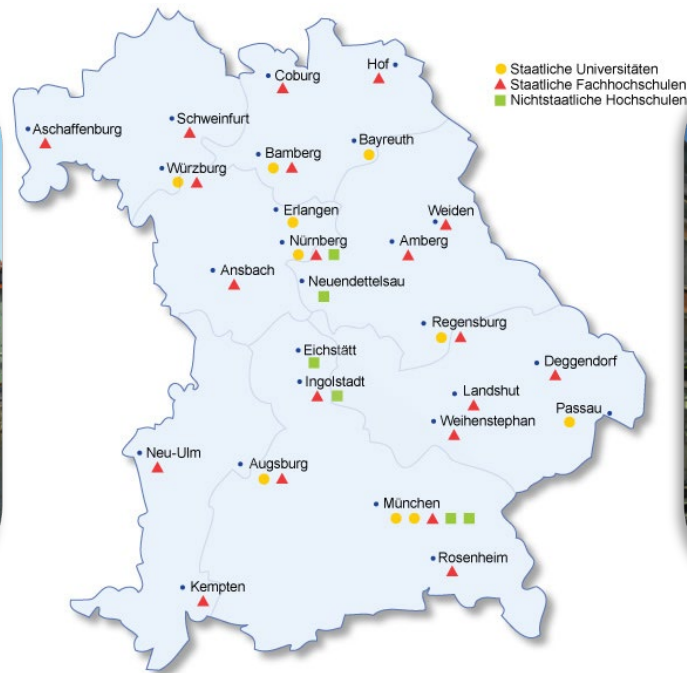 Staatliche Universitäten
Staatliche Fachhochschulen
Nichtstaatliche Hochschulen
Hof
Coburg
Schweinfurt
Aschaffenburg
Bayreuth
Bamberg
Würzburg
Erlangen
Weiden
Nürnberg
Amberg
Ansbach
Neuendettelsau
Regensburg
Eichstätt
Deggendorf
Ingolstadt
Landshut
Passau
Weihenstephan
Neu-Ulm
Augsburg
München
Rosenheim
Kempten